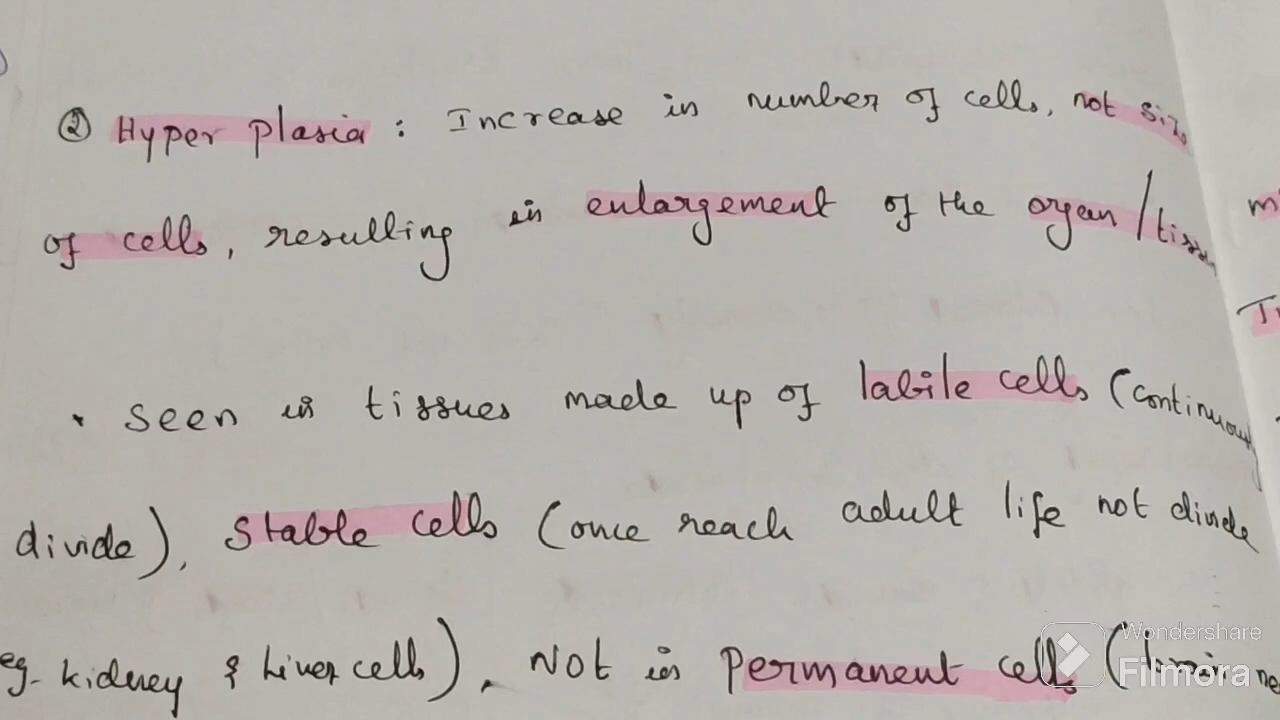 ② Hyper plasia : Increase in number of cells, not size
of cells, resulting in enlargement of the organ/tissue
• seen in tissues made up of labile cells (continuously
divide), stable cells (once reach adult life not divide
eg. kidney & liver cells). Not in permanent cells (
Wondershare
Filmora